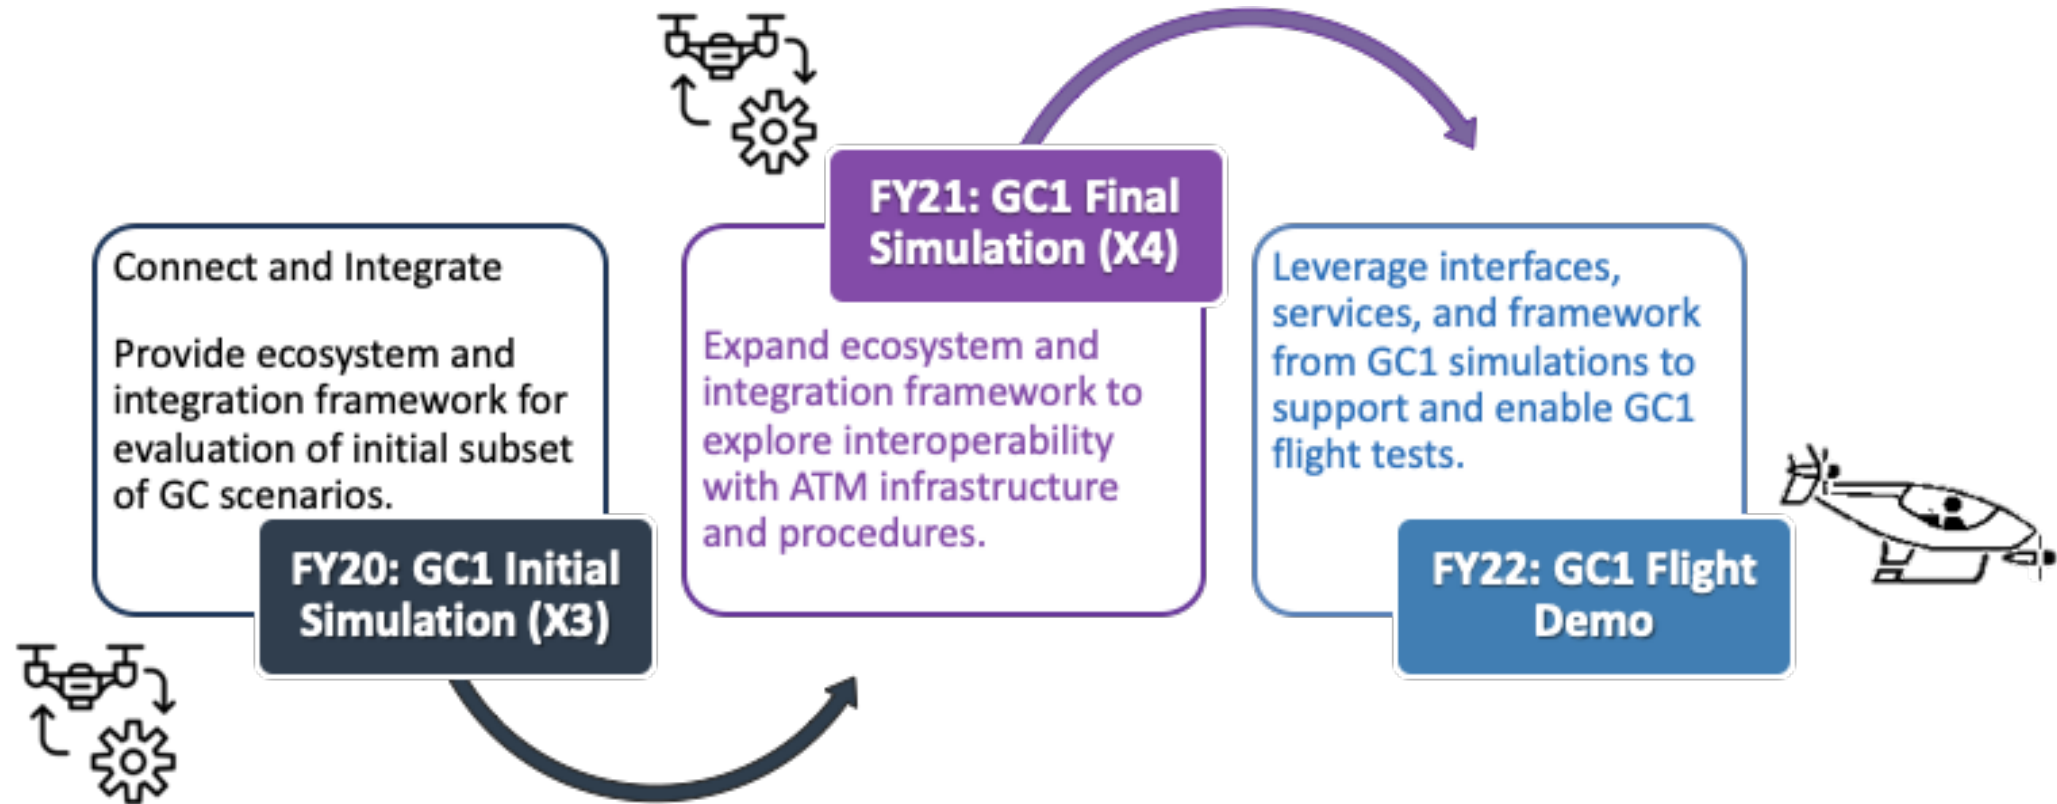 Connect and Integrate
Provide ecosystem and
integration framework for
evaluation of initial subset
of GC scenarios.
FY20: GC1 Initial
Simulation (X3)
FY21: GC1 Final
Simulation (X4)
Expand ecosystem and
integration framework to
explore interoperability
with ATM infrastructure
and procedures.
Leverage interfaces,
services, and framework
from GC1 simulations to
support and enable GC1
flight tests.
FY22: GC1 Flight
Demo